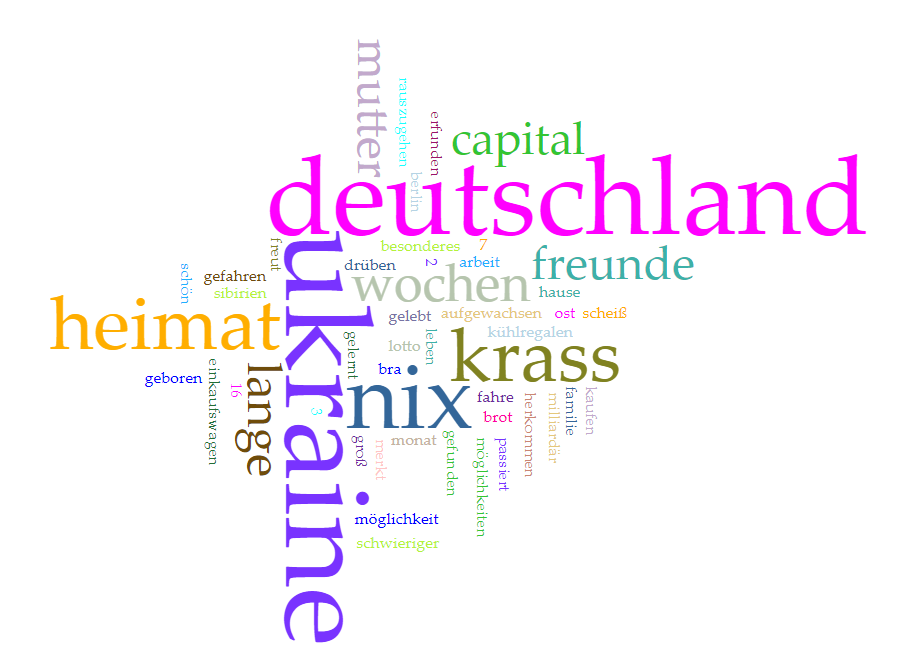 mutter
rauszugehen
erfunden
capital
berlin
deutschland
freut
ukraine
besonderes
7
drüben
2
arbeit
freunde
schön
gefahren
sibirien
wochen
hause
heimat
gelebt
aufgewachsen
ost
scheiß
gelernt
lotto
leben
kühlregalen
krass
geboren
einkaufswagen
16
lange
3
bra
nix
fahre
brot
herkommen
milliardär
familie
kaufen
groß
merkt
monat
gefunden
möglichkeiten
passiert
möglichkeit
schwieriger